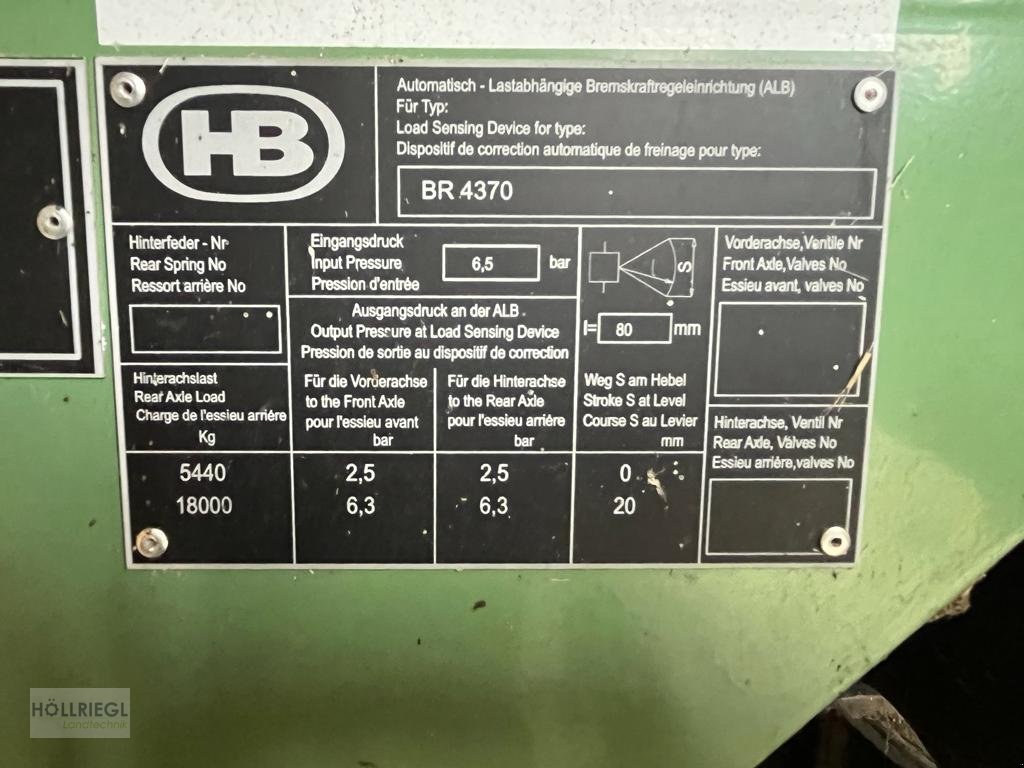 HB
Automatisch - Lastabhängige Bremskraftregeleinrichtung (ALB)
Für Typ:
Load Sensing Device for type:
Dispositif de correction automatique de freinage pour type:
BR 4370
Hinterfeder - Nr
Rear Spring No
Ressort arrière No
Eingangsdruck
Input Pressure
Pression d'entrée
6,5 bar
Ausgangsdruck an der ALB
Output Pressure at Load Sensing Device
Pression de sortie au dispositif de correction
S
l= 80 mm
Vorderachse, Ventile Nr
Front Axle, Valves No
Essieu avant, valves No
Hinterachslast
Rear Axle Load
Charge de l'essieu arriére
Kg
Für die Vorderachse
to the Front Axle
pour l'essieu avant
bar
Für die Hinterachse
to the Rear Axle
pour l'essieu arriére
bar
Weg S am Hebel
Stroke S at Level
Course S au Levier
mm
Hinterachse, Ventil Nr
Rear Axle, Valves No
Essieu arriére, valves No
5440 2,5 2,5 0
18000 6,3 6,3 20
HÖLLRIEGL
Landtechnik